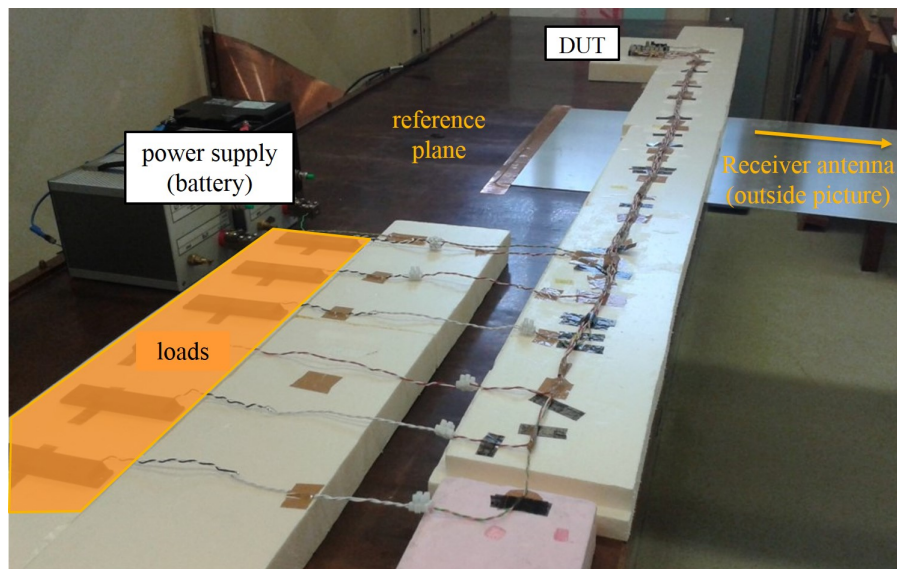 DUT
reference
plane
power supply
(battery)
Receiver antenna
(outside picture)
loads